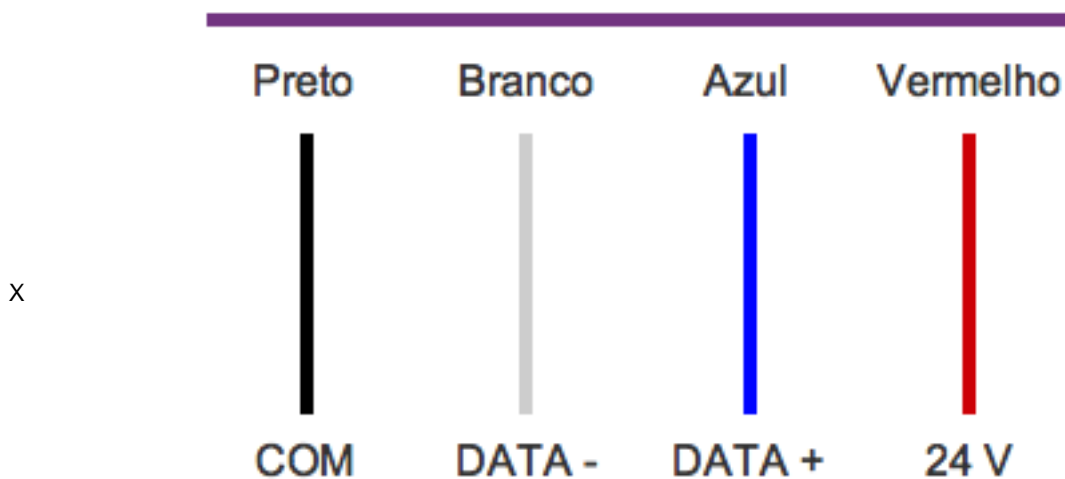 Preto Branco Azul Vermelho
X
COM DATA - DATA + 24 V